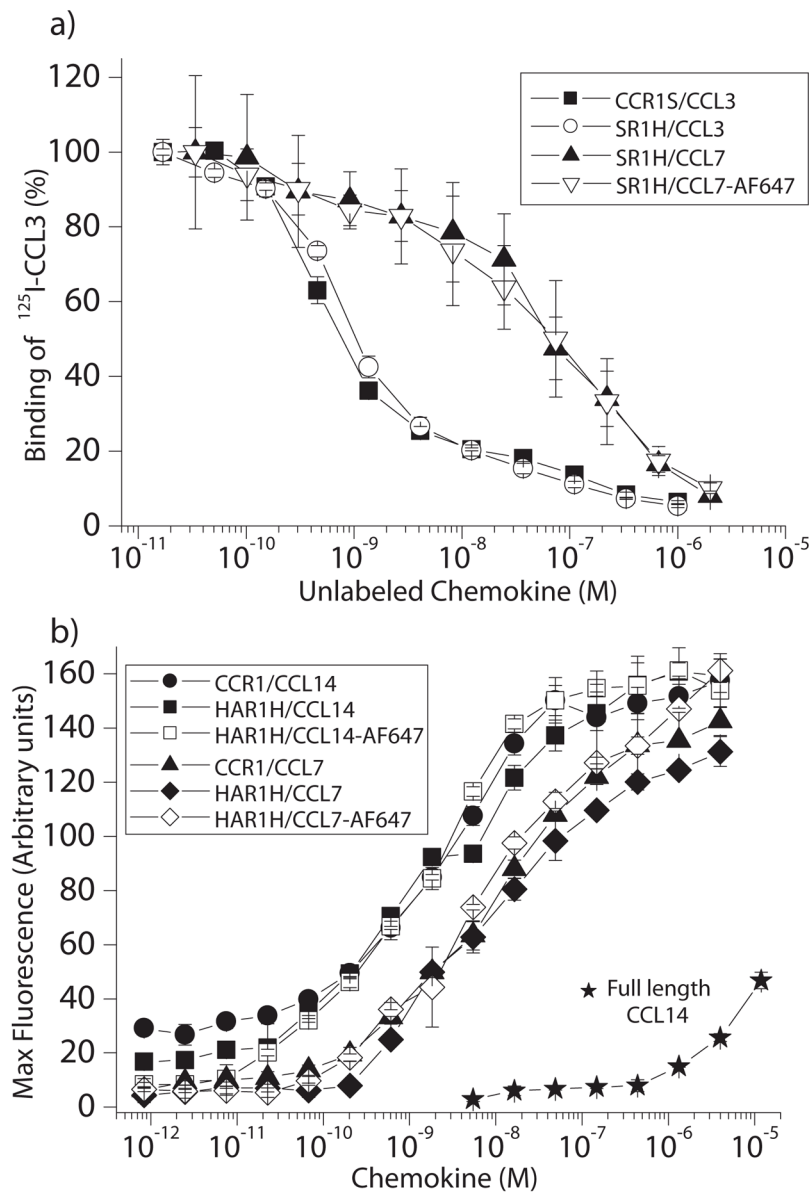 a)
120
100
80
60
40
20
0
Binding of ¹²⁵I-CCL3 (%)
CCR1S/CCL3
SR1H/CCL3
SR1H/CCL7
SR1H/CCL7-AF647
10⁻¹¹ 10⁻¹⁰ 10⁻⁹ 10⁻⁸ 10⁻⁷ 10⁻⁶ 10⁻⁵
Unlabeled Chemokine (M)
b)
160
140
120
100
80
60
40
20
0
Max Fluorescence (Arbitrary units)
CCR1/CCL14
HAR1H/CCL14
HAR1H/CCL14-AF647
CCR1/CCL7
HAR1H/CCL7
HAR1H/CCL7-AF647
Full length
CCL14
10⁻¹² 10⁻¹¹ 10⁻¹⁰ 10⁻⁹ 10⁻⁸ 10⁻⁷ 10⁻⁶ 10⁻⁵
Chemokine (M)